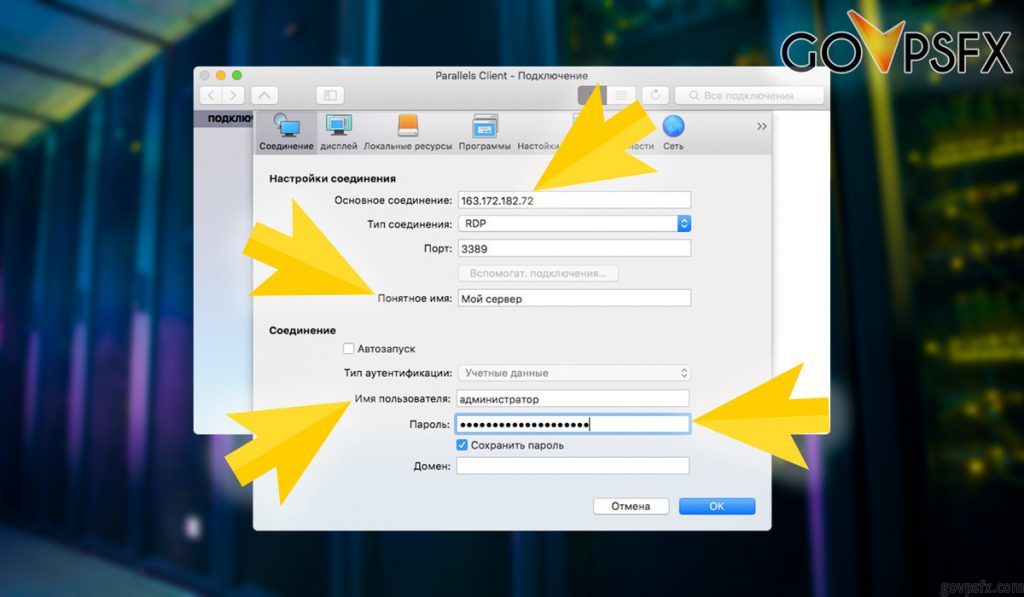 GOVPSFX
Parallels Client - Подключение
Все подключения
подклю
Соединение дисплей Локальные ресурсы Программы Настойки ности Сеть
Настройки соединения
Основное соединение: 163.172.182.72
Тип соединения: RDP
Порт: 3389
Вспомогат. подключения...
Понятное имя: Мой сервер
Соединение
Автозапуск
Тип аутентификации: Учетные данные
Имя пользователя: администратор
Пароль: ••••••••••••••••••••
Сохранить пароль
Домен:
Отмена OK
govpsfx.com